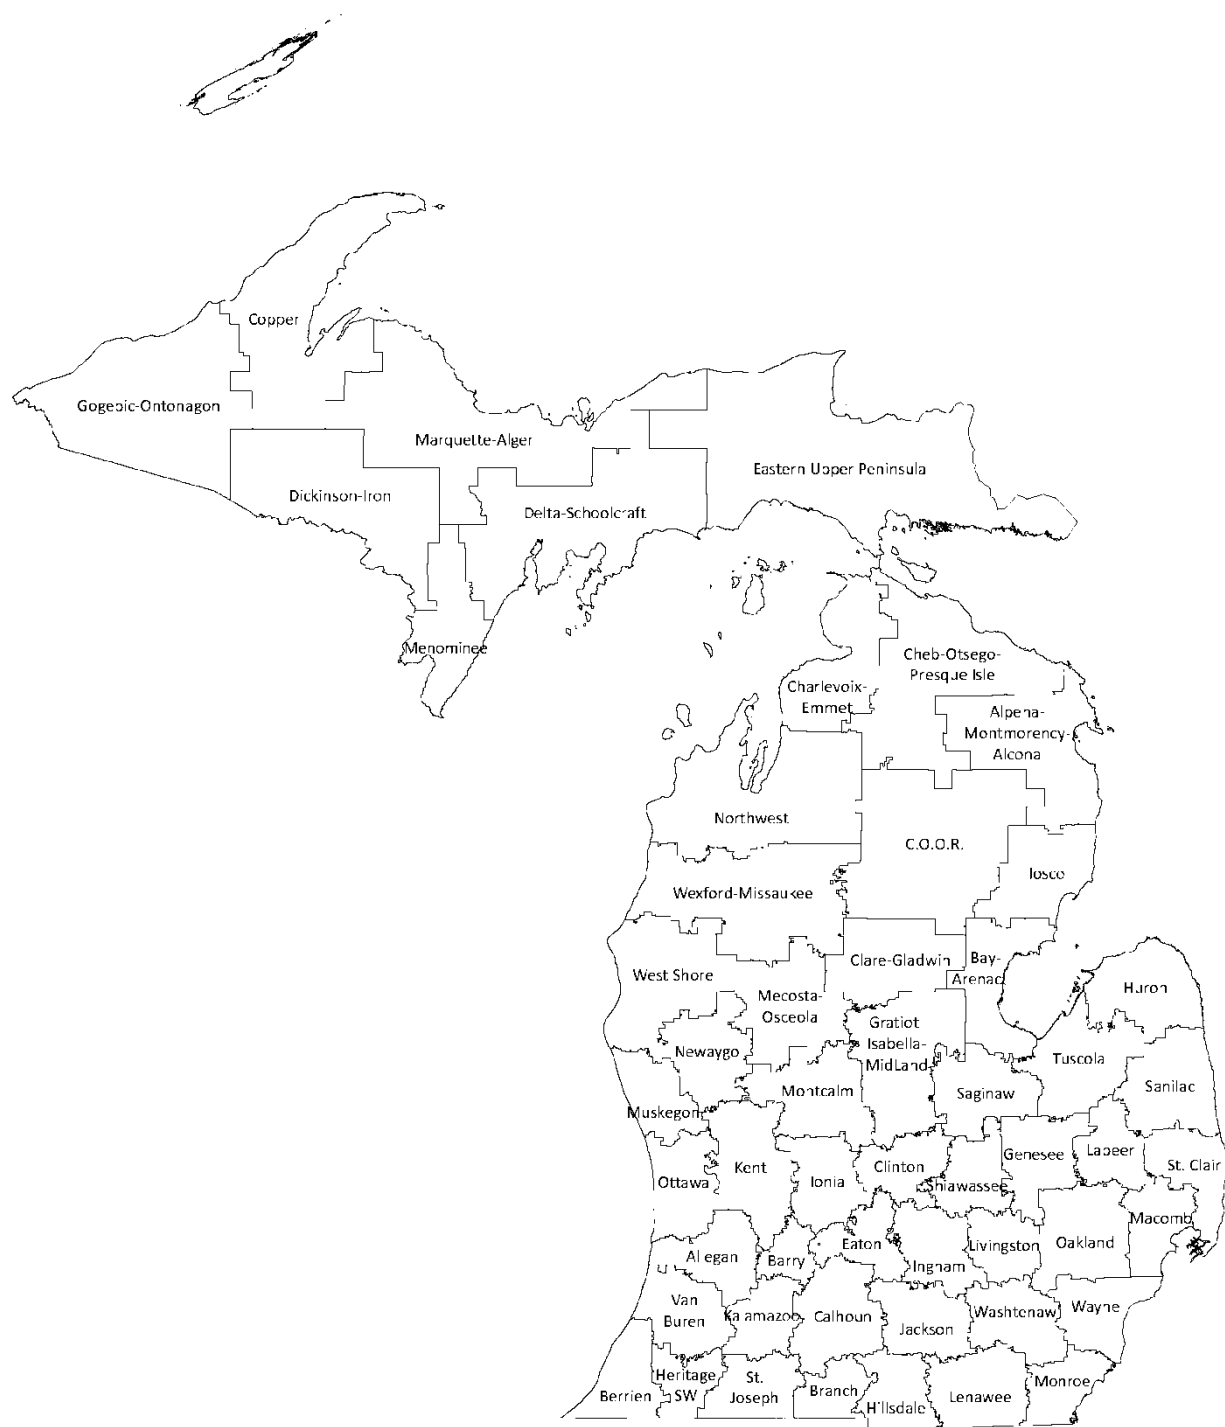 Copper
Gogebic-Ontonagon
Marquette-Alger
Eastern Upper Peninsula
Dickinson-Iron
Delta-Schoolcraft
Menominee
Cheb-Otsego-
Presque Isle
Charlevoix-
Emmet
Alpena-
Montmorency-
Alcona
Northwest
C.O.O.R.
Iosco
Wexford-Missaukee
West Shore
Clare-Gladwin
Bay-
Arenac
Huron
Mecosta-
Osceola
Gratiot
Isabella-
MidLand
Newaygo
Tuscola
Montcalm
Saginaw
Sanilac
Muskegon
Kent
Clinton
Genesee
Lapeer
St. Clair
Ottawa
Ionia
Shiawassee
Macomb
Allegan
Barry
Eaton
Ingham
Livingston
Oakland
Van
Buren
Kalamazoo
Calhoun
Jackson
Washtenaw
Wayne
Berrien
Heritage
SW
St.
Joseph
Branch
Hillsdale
Lenawee
Monroe